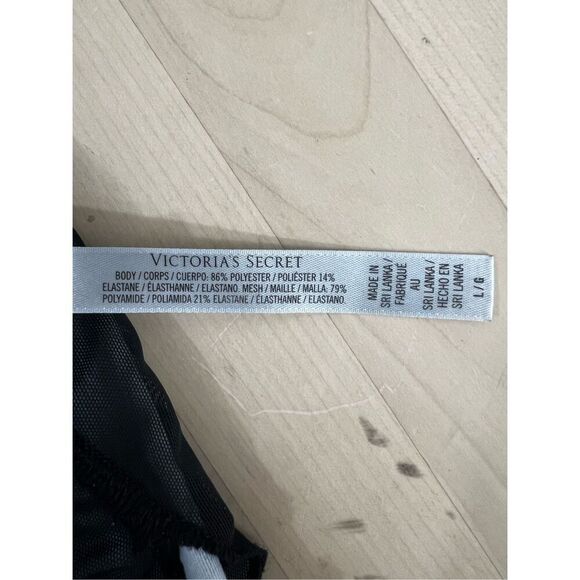 VICTORIA'S SECRET
BODY / CORPS / CUERPO: 86% POLYESTER / POLIÉSTER 14%
ELASTANE / ÉLASTHANNE / ELASTANO. MESH / MAILLE / MALLA: 79%
POLYAMIDE / POLIAMIDA 21% ELASTANE / ÉLASTHANNE / ELASTANO.
MADE IN
SRI LANKA /
FABRIQUÉ
AU
SRI LANKA /
HECHO EN
SRI LANKA
L / G